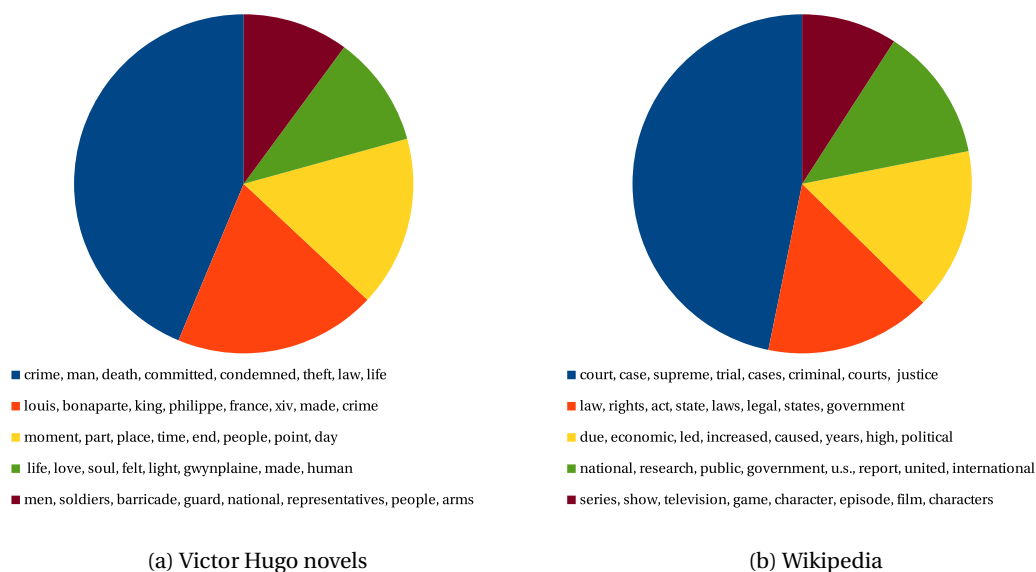 crime, man, death, committed, condemned, theft, law, life
louis, bonaparte, king, philippe, france, xiv, made, crime
moment, part, place, time, end, people, point, day
life, love, soul, felt, light, gwynplaine, made, human
men, soldiers, barricade, guard, national, representatives, people, arms
(a) Victor Hugo novels
court, case, supreme, trial, cases, criminal, courts, justice
law, rights, act, state, laws, legal, states, government
due, economic, led, increased, caused, years, high, political
national, research, public, government, u.s., report, united, international
series, show, television, game, character, episode, film, characters
(b) Wikipedia